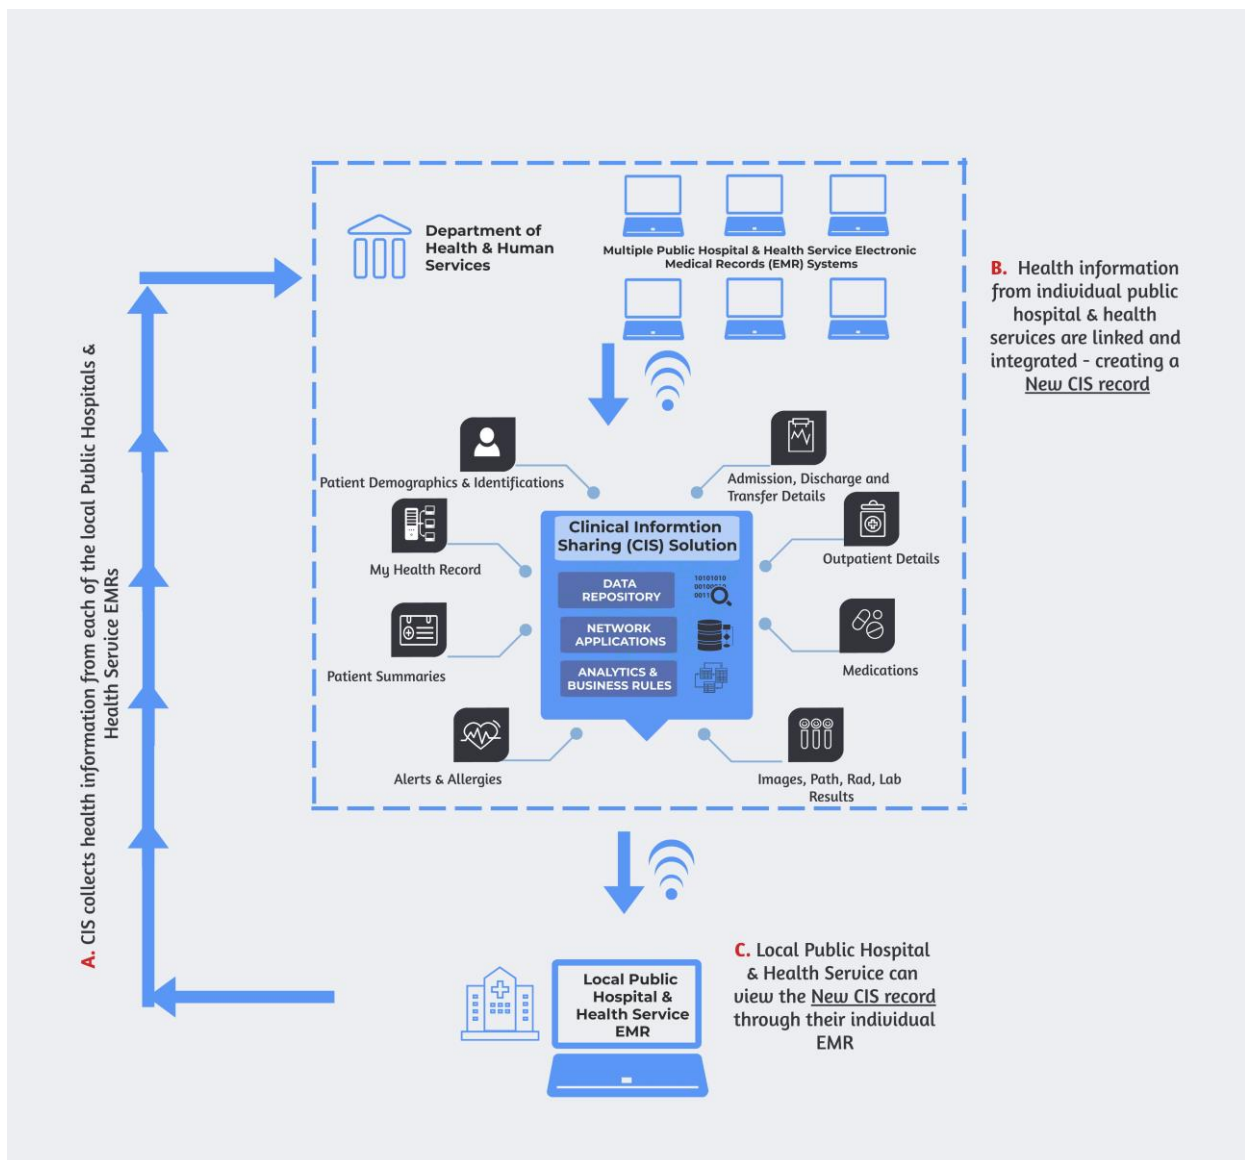 Department of
Health & Human
Services
Multiple Public Hospital & Health Service Electronic
Medical Records (EMR) Systems
A. CIS collects health information from each of the local Public Hospitals &
Health Service EMRs
B. Health information
from individual public
hospital & health
services are linked and
integrated - creating a
New CIS record
Patient Demographics & Identifications
Admission, Discharge and
Transfer Details
My Health Record
Outpatient Details
Clinical Informtion
Sharing (CIS) Solution
DATA
REPOSITORY
10101010
NETWORK
APPLICATIONS
ANALYTICS &
BUSINESS RULES
Patient Summaries
Medications
Alerts & Allergies
Images, Path, Rad, Lab
Results
Local Public
Hospital &
Health Service
EMR
C. Local Public Hospital
& Health Service can
view the New CIS record
through their individual
EMR